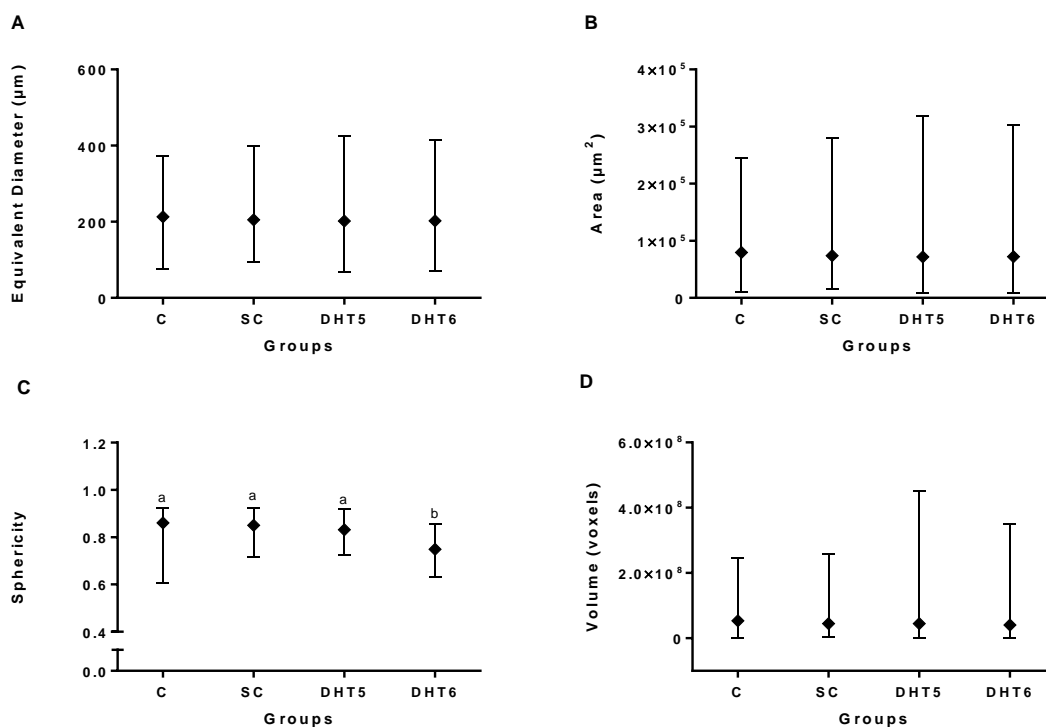 A
Equivalent Diameter (µm)
600
400
200
0
C SC DHT5 DHT6
Groups
B
Area (µm²)
4×10⁵
3×10⁵
2×10⁵
1×10⁵
0
C SC DHT5 DHT6
Groups
C
Sphericity
1.2
1.0
0.8
0.6
0.4
0.0
a a a b
C SC DHT5 DHT6
Groups
D
Volume (voxels)
6.0×10⁸
4.0×10⁸
2.0×10⁸
0
C SC DHT5 DHT6
Groups